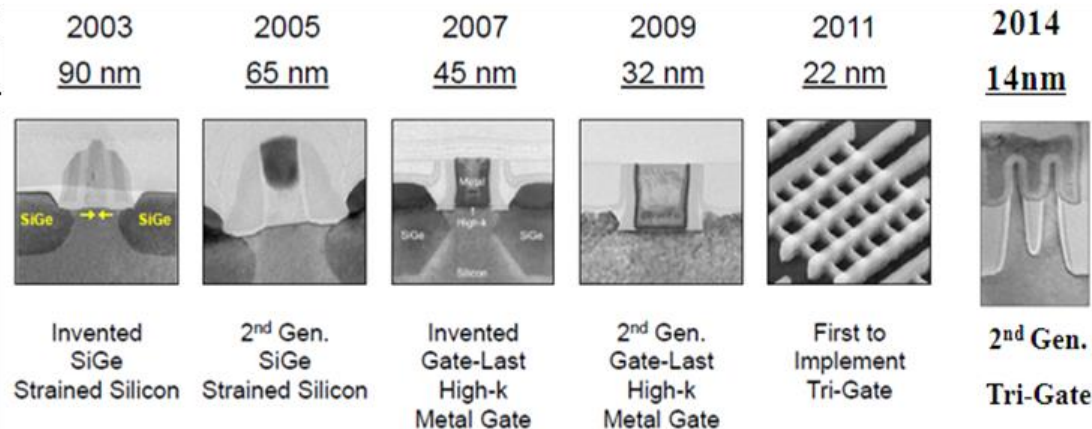 2003
90 nm
SiGe
SiGe
Invented
SiGe
Strained Silicon
2005
65 nm
2nd Gen.
SiGe
Strained Silicon
2007
45 nm
Metal
High-k
SiGe
SiGe
Silicon
Invented
Gate-Last
High-k
Metal Gate
2009
32 nm
2nd Gen.
Gate-Last
High-k
Metal Gate
2011
22 nm
First to
Implement
Tri-Gate
2014
14nm
2nd Gen.
Tri-Gate